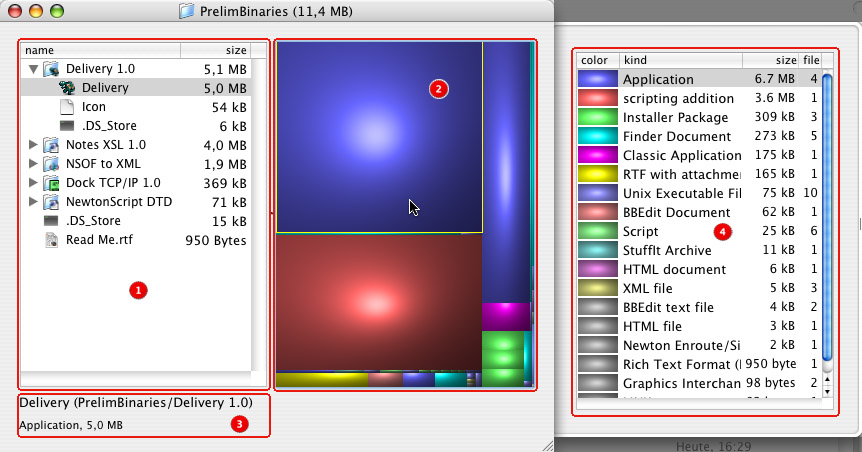 PrelimBinaries (11,4 MB)
name size
Delivery 1.0 5,1 MB
Delivery 5,0 MB
Icon 54 kB
.DS_Store 6 kB
Notes XSL 1.0 4,0 MB
NSOF to XML 1,9 MB
Dock TCP/IP 1.0 369 kB
NewtonScript DTD 71 kB
.DS_Store 15 kB
Read Me.rtf 950 Bytes
1
2
Delivery (PrelimBinaries/Delivery 1.0)
Application, 5,0 MB
3
color kind size file
Application 6.7 MB 4
scripting addition 3.6 MB 1
Installer Package 309 kB 3
Finder Document 273 kB 5
Classic Application 175 kB 1
RTF with attachme 165 kB 1
Unix Executable Fil 75 kB 10
BBEdit Document 62 kB 1
Script 25 kB 6
4
StuffIt Archive 11 kB 1
HTML document 6 kB 1
XML file 5 kB 3
BBEdit text file 4 kB 2
HTML file 3 kB 1
Newton Enroute/Si 2 kB 1
Rich Text Format ( 950 byte 1
Graphics Interchan 98 bytes 2
Heute, 16:29